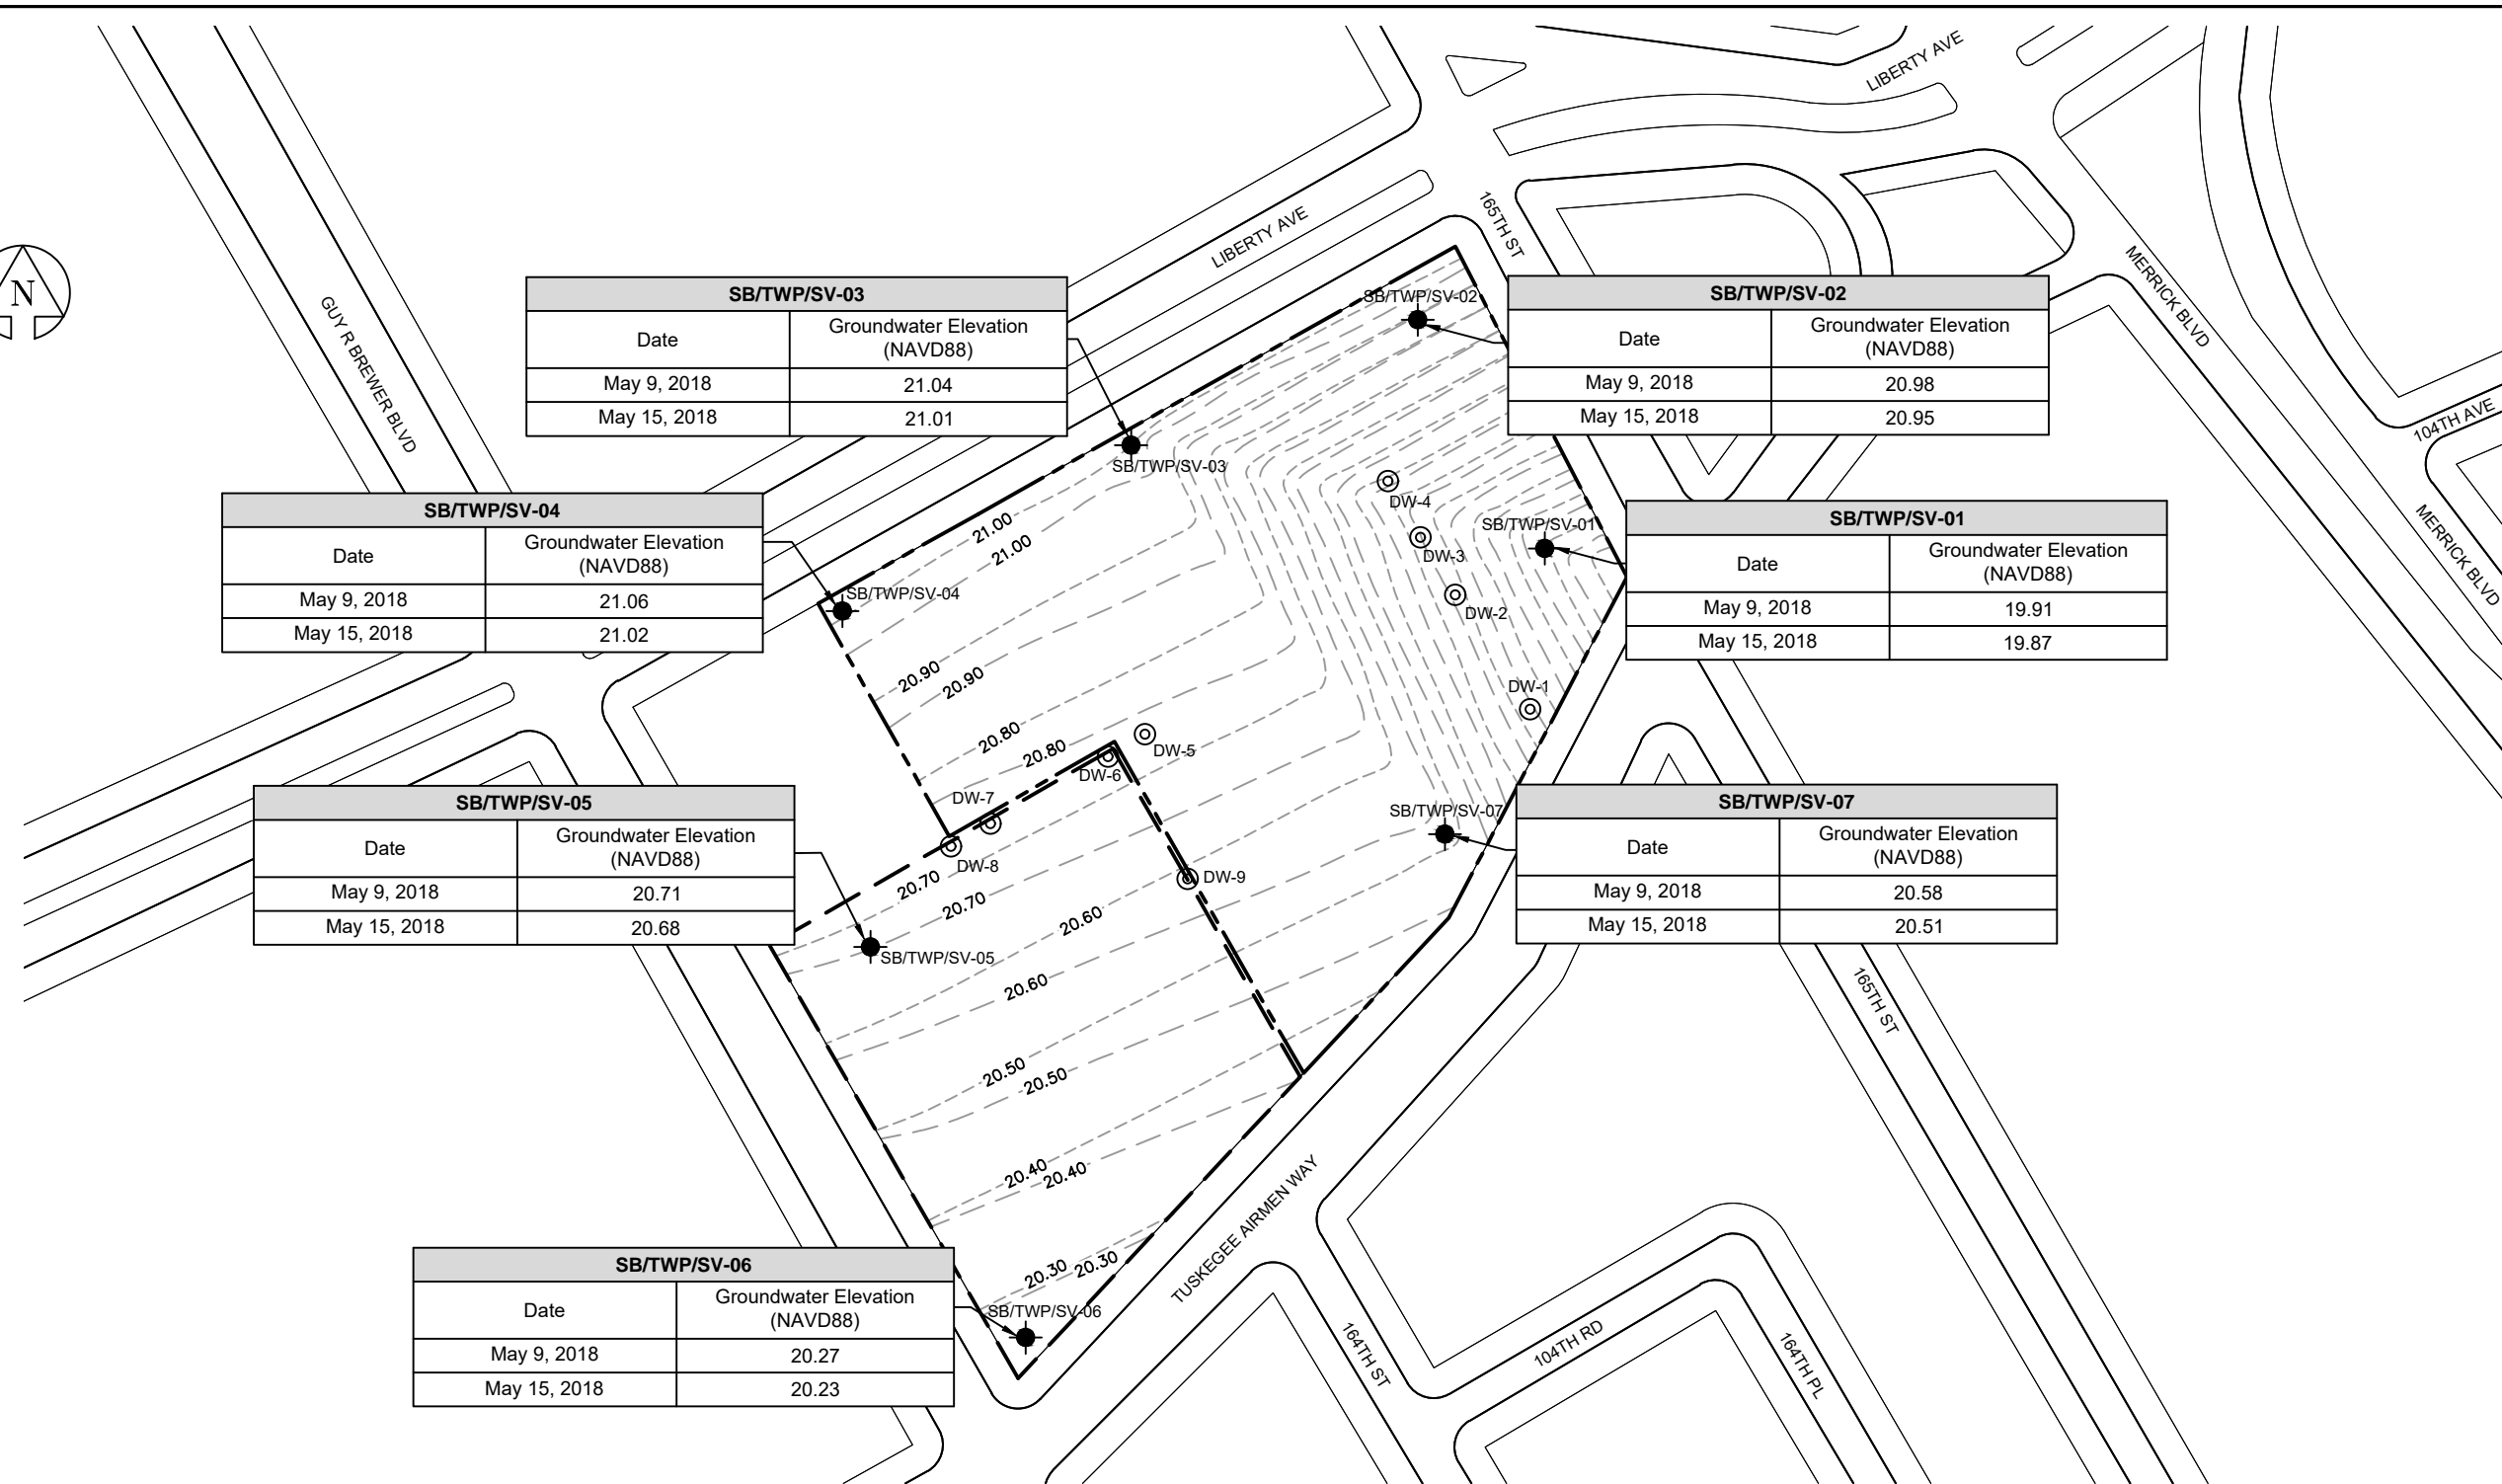 LIBERTY AVE
165TH ST
LIBERTY AVE
N
GUY R BREWER BLVD
MERRICK BLVD
104TH AVE
MERRICK BLVD
SB/TWP/SV-03
Date Groundwater Elevation
(NAVD88)
May 9, 2018 21.04
May 15, 2018 21.01
SB/TWP/SV-02
SB/TWP/SV-02
Date Groundwater Elevation
(NAVD88)
May 9, 2018 20.98
May 15, 2018 20.95
SB/TWP/SV-03
SB/TWP/SV-04
Date Groundwater Elevation
(NAVD88)
May 9, 2018 21.06
May 15, 2018 21.02
SB/TWP/SV-04
21.00
21.00
DW-4
SB/TWP/SV-01
DW-3
DW-2
SB/TWP/SV-01
Date Groundwater Elevation
(NAVD88)
May 9, 2018 19.91
May 15, 2018 19.87
20.90
20.90
DW-1
20.80
20.80
DW-5
DW-6
DW-7
DW-8
DW-9
SB/TWP/SV-05
Date Groundwater Elevation
(NAVD88)
May 9, 2018 20.71
May 15, 2018 20.68
SB/TWP/SV-05
SB/TWP/SV-07
SB/TWP/SV-07
Date Groundwater Elevation
(NAVD88)
May 9, 2018 20.58
May 15, 2018 20.51
20.70
20.70
20.60
20.60
165TH ST
20.50
20.50
20.40
20.40
20.30
20.30
TUSKEGEE AIRMEN WAY
SB/TWP/SV-06
Date Groundwater Elevation
(NAVD88)
May 9, 2018 20.27
May 15, 2018 20.23
SB/TWP/SV-06
164TH ST
104TH RD
164TH PL